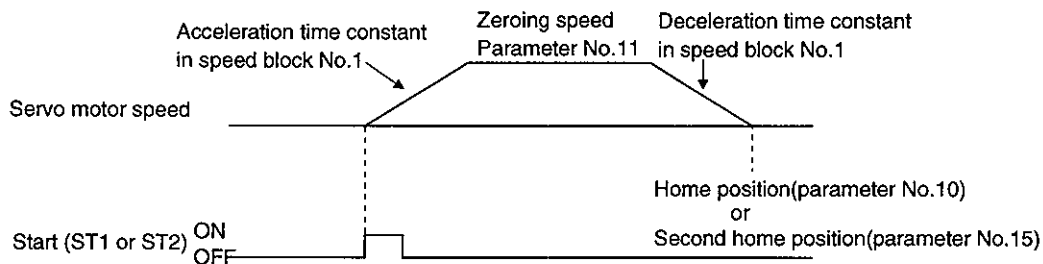 Acceleration time constant
in speed block No.1
Zeroing speed
Parameter No.11
Deceleration time constant
in speed block No.1
Servo motor speed
Home position(parameter No.10)
or
Second home position(parameter No.15)
Start (ST1 or ST2)
ON
OFF